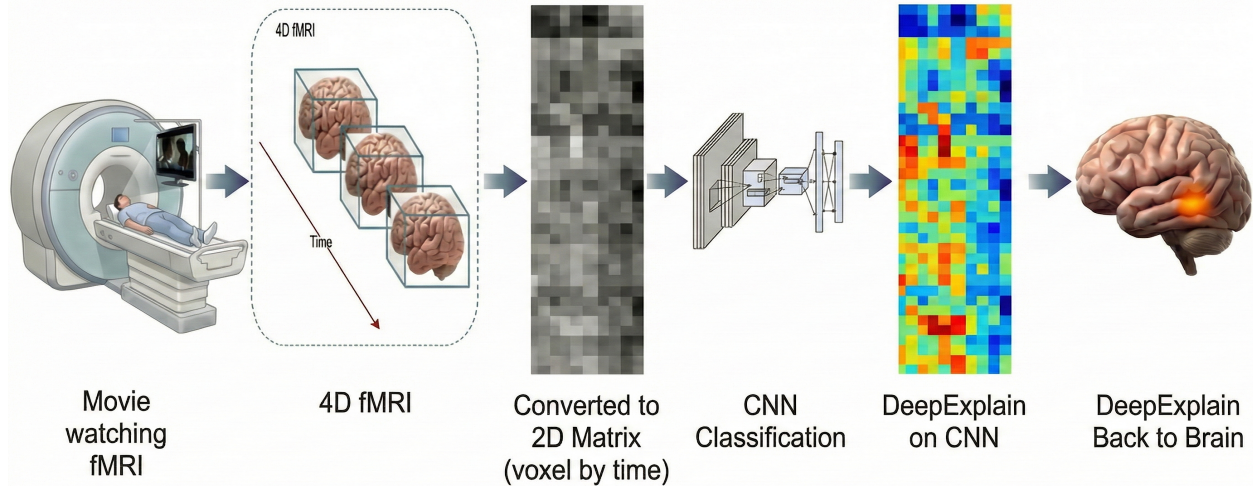 4D fMRI
Time
Movie
watching
fMRI
4D fMRI
Converted to
2D Matrix
(voxel by time)
CNN
Classification
DeepExplain
on CNN
DeepExplain
Back to Brain